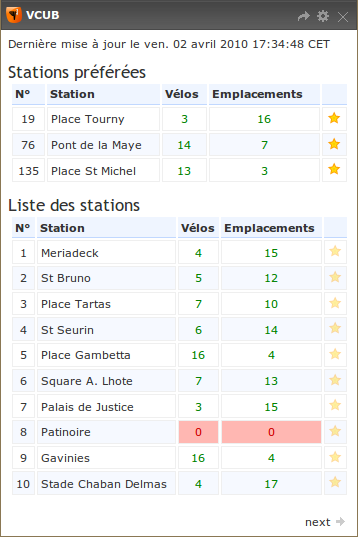 VCUB
Dernière mise à jour le ven. 02 avril 2010 17:34:48 CET
Stations préférées
N° Station Vélos Emplacements
19 Place Tourny 3 16
76 Pont de la Maye 14 7
135 Place St Michel 13 3
Liste des stations
N° Station Vélos Emplacements
1 Meriadeck 4 15
2 St Bruno 5 12
3 Place Tartas 7 10
4 St Seurin 6 14
5 Place Gambetta 16 4
6 Square A. Lhote 7 13
7 Palais de Justice 3 15
8 Patinoire 0 0
9 Gavinies 16 4
10 Stade Chaban Delmas 4 17
next